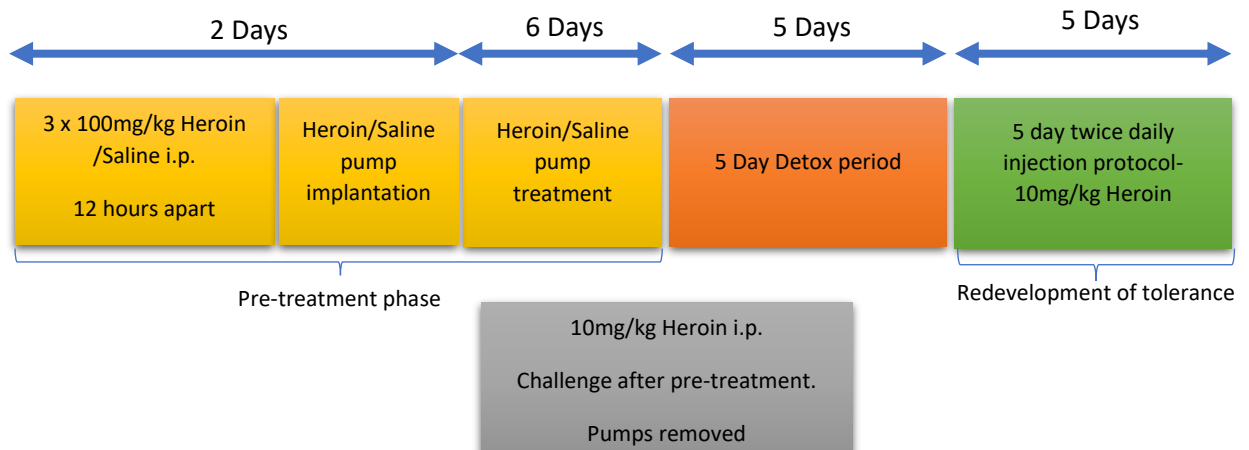 2 Days
6 Days
5 Days
5 Days
3 x 100mg/kg Heroin
/Saline i.p.
12 hours apart
Heroin/Saline
pump
implantation
Heroin/Saline
pump
treatment
5 Day Detox period
5 day twice daily
injection protocol-
10mg/kg Heroin
Pre-treatment phase
Redevelopment of tolerance
10mg/kg Heroin i.p.
Challenge after pre-treatment.
Pumps removed